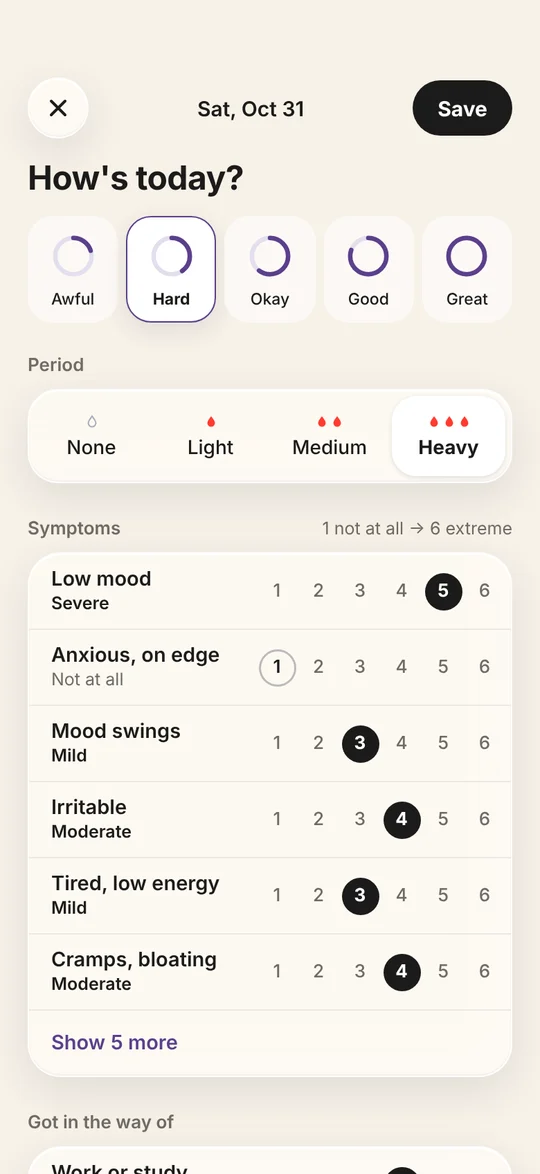 Sat, Oct 31
Save
How's today?
Awful
Hard
Okay
Good
Great
Period
None
Light
Medium
Heavy
Symptoms
1 not at all → 6 extreme
Low mood
Severe
1 2 3 4 5 6
Anxious, on edge
Not at all
1 2 3 4 5 6
Mood swings
Mild
1 2 3 4 5 6
Irritable
Moderate
1 2 3 4 5 6
Tired, low energy
Mild
1 2 3 4 5 6
Cramps, bloating
Moderate
1 2 3 4 5 6
Show 5 more
Got in the way of
Work or study